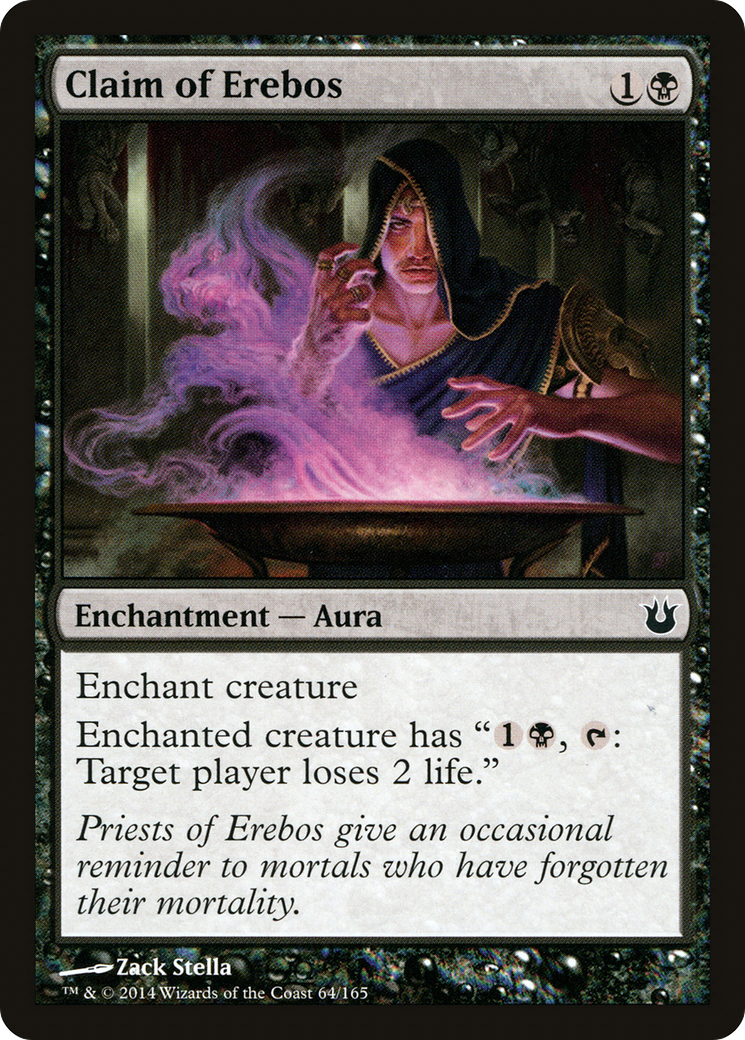 Claim of Erebos 1
Enchantment — Aura
Enchant creature
Enchanted creature has “1, :
Target player loses 2 life.”
Priests of Erebos give an occasional
reminder to mortals who have forgotten
their mortality.
Zack Stella
™ & © 2014 Wizards of the Coast 64/165